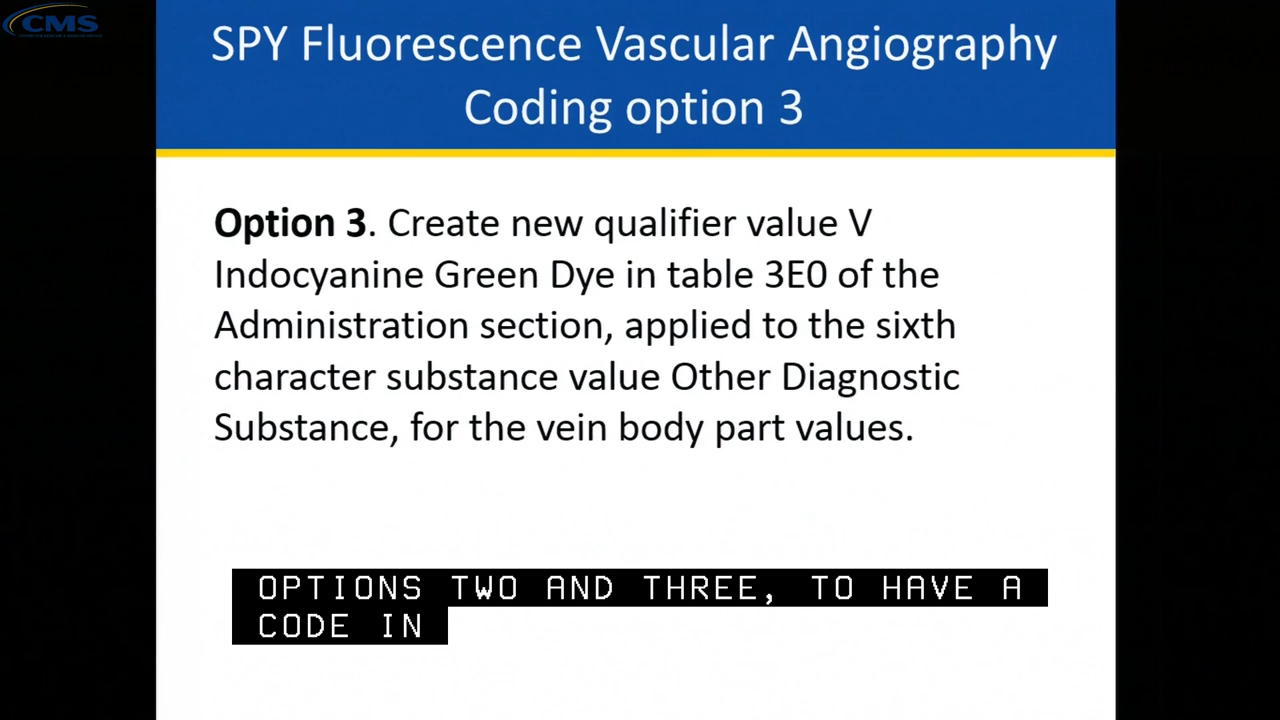 CMS
SPY Fluorescence Vascular Angiography
Coding option 3
Option 3. Create new qualifier value V
Indocyanine Green Dye in table 3E0 of the
Administration section, applied to the sixth
character substance value Other Diagnostic
Substance, for the vein body part values.
OPTIONS TWO AND THREE, TO HAVE A
CODE IN